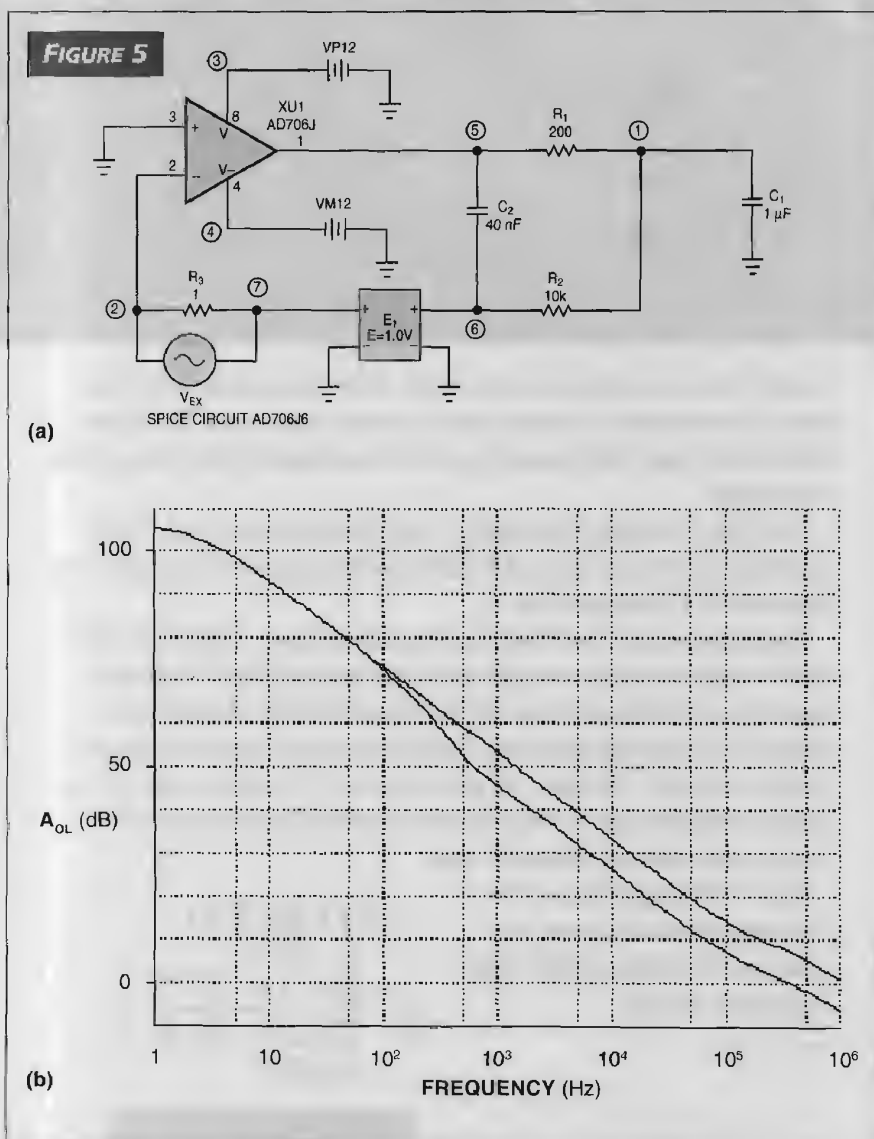 FIGURE 5
③
VP12
XU1
AD706J
3
+
V
8
1
2
–
V–
4
④
VM12
⑤
R₁
200
①
C₂
40 nF
C₁
1 µF
②
R₃
1
⑦
+
–
E₁
E=1.0V
+
–
⑥
R₂
10k
V_EX
SPICE CIRCUIT AD706J6
(a)
100
50
A_OL (dB)
0
1
10
10²
10³
10⁴
10⁵
10⁶
(b)
FREQUENCY (Hz)